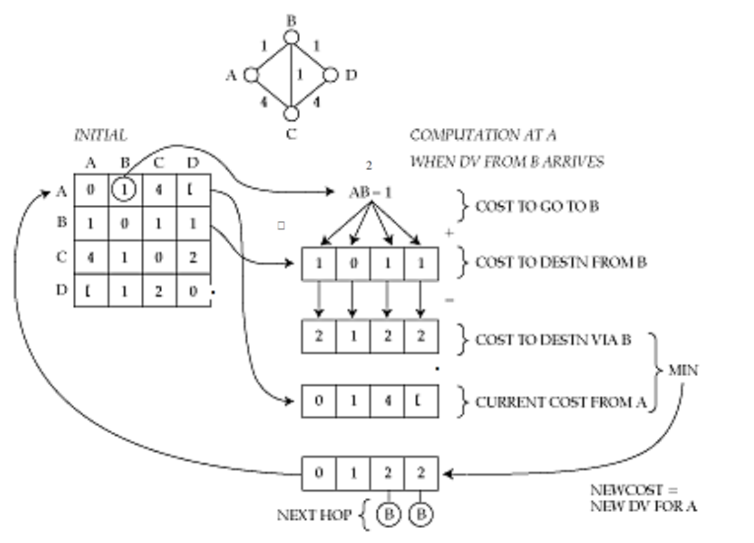 B
1 1
A 1 D
4 4
C
INITIAL COMPUTATION AT A
A B C D 2 WHEN DV FROM B ARRIVES
A 0 1 4 [ AB = 1 COST TO GO TO B
B 1 0 1 1 +
C 4 1 0 2 1 0 1 1 COST TO DESTN FROM B
D [ 1 2 0 =
2 1 2 2 COST TO DESTN VIA B
MIN
0 1 4 [ CURRENT COST FROM A
0 1 2 2
NEWCOST =
NEW DV FOR A
NEXT HOP { B B